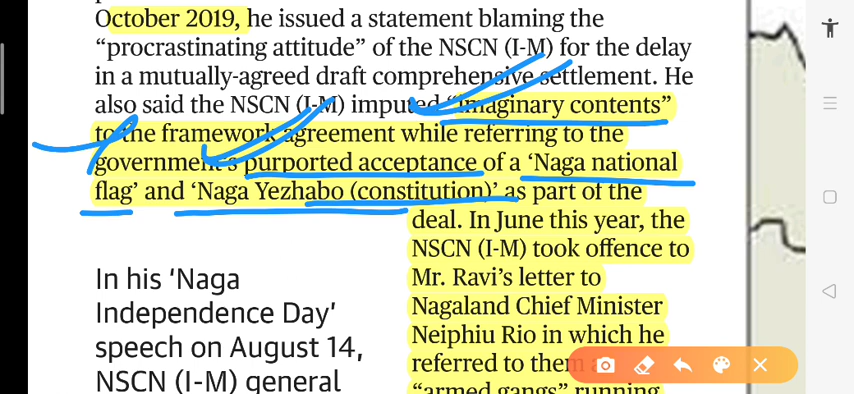 October 2019, he issued a statement blaming the
“procrastinating attitude” of the NSCN (I-M) for the delay
in a mutually-agreed draft comprehensive settlement. He
also said the NSCN (I-M) imputed “imaginary contents”
to the framework agreement while referring to the
government’s purported acceptance of a ‘Naga national
flag’ and ‘Naga Yezhabo (constitution)’ as part of the
deal. In June this year, the
NSCN (I-M) took offence to
Mr. Ravi’s letter to
Nagaland Chief Minister
Neiphiu Rio in which he
referred to them
“armed gangs” running
In his ‘Naga
Independence Day’
speech on August 14,
NSCN (I-M) general